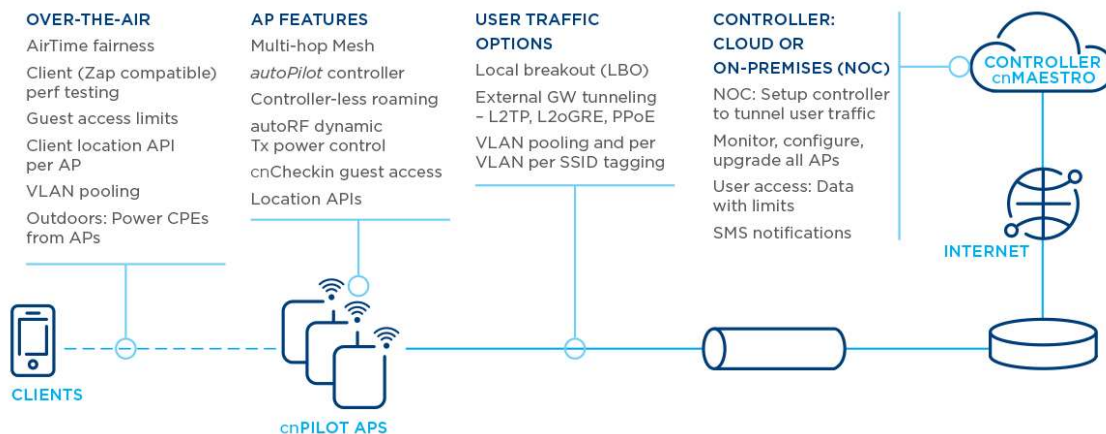 OVER-THE-AIR
AirTime fairness
Client (Zap compatible)
perf testing
Guest access limits
Client location API
per AP
VLAN pooling
Outdoors: Power CPEs
from APs
AP FEATURES
Multi-hop Mesh
autoPilot controller
Controller-less roaming
autoRF dynamic
Tx power control
cnCheckin guest access
Location APIs
USER TRAFFIC
OPTIONS
Local breakout (LBO)
External GW tunneling
– L2TP, L2oGRE, PPoE
VLAN pooling and per
VLAN per SSID tagging
CONTROLLER:
CLOUD OR
ON-PREMISES (NOC)
NOC: Setup controller
to tunnel user traffic
Monitor, configure,
upgrade all APs
User access: Data
with limits
SMS notifications
CONTROLLER
cnMAESTRO
INTERNET
CLIENTS
cnPILOT APS